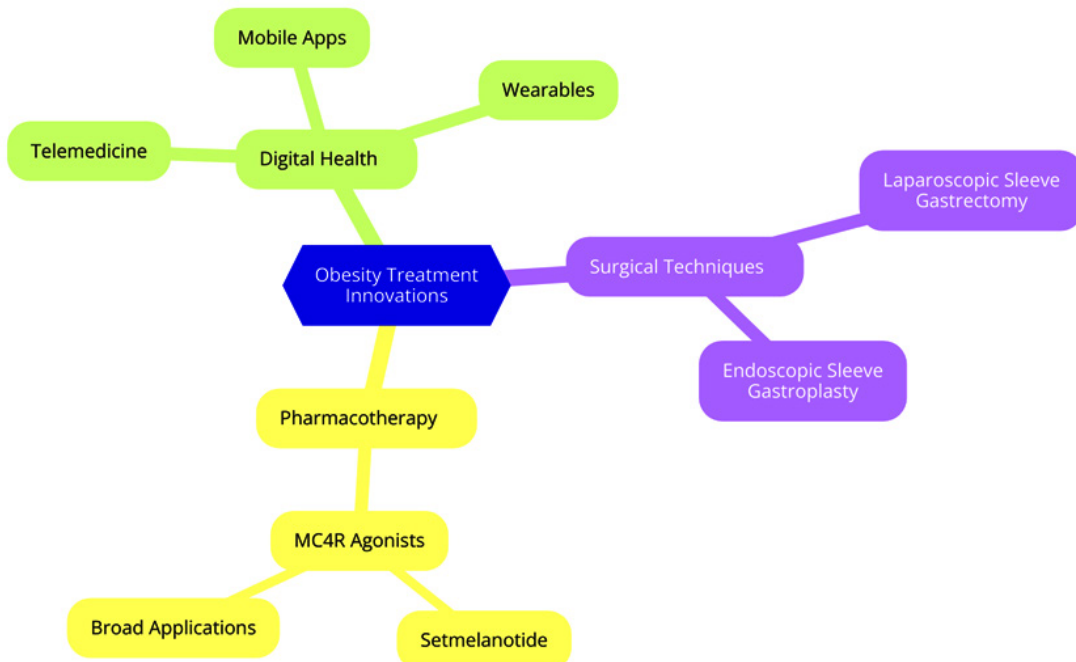 Mobile Apps
Wearables
Telemedicine
Digital Health
Laparoscopic Sleeve
Gastrectomy
Surgical Techniques
Obesity Treatment
Innovations
Endoscopic Sleeve
Gastroplasty
Pharmacotherapy
MC4R Agonists
Broad Applications
Setmelanotide